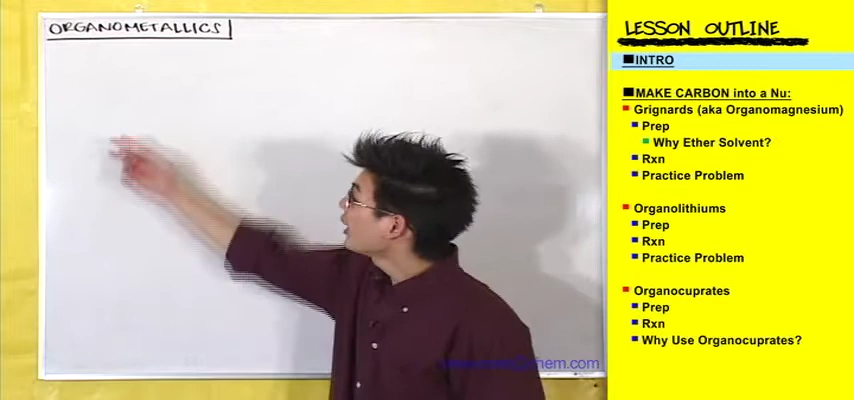 ORGANOMETALLICS
LESSON OUTLINE
INTRO
MAKE CARBON into a Nu:
Grignards (aka Organomagnesium)
Prep
Why Ether Solvent?
Rxn
Practice Problem
Organolithiums
Prep
Rxn
Practice Problem
Organocuprates
Prep
Rxn
Why Use Organocuprates?